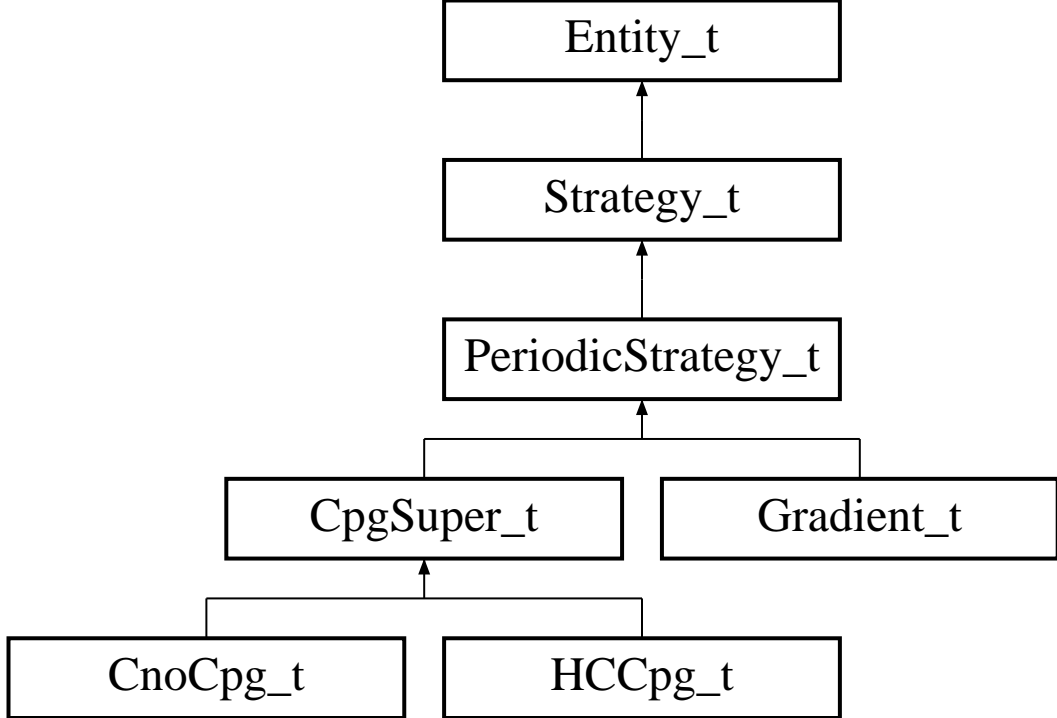 Entity_t
Strategy_t
PeriodicStrategy_t
CpgSuper_t
Gradient_t
CnoCpg_t
HCCpg_t